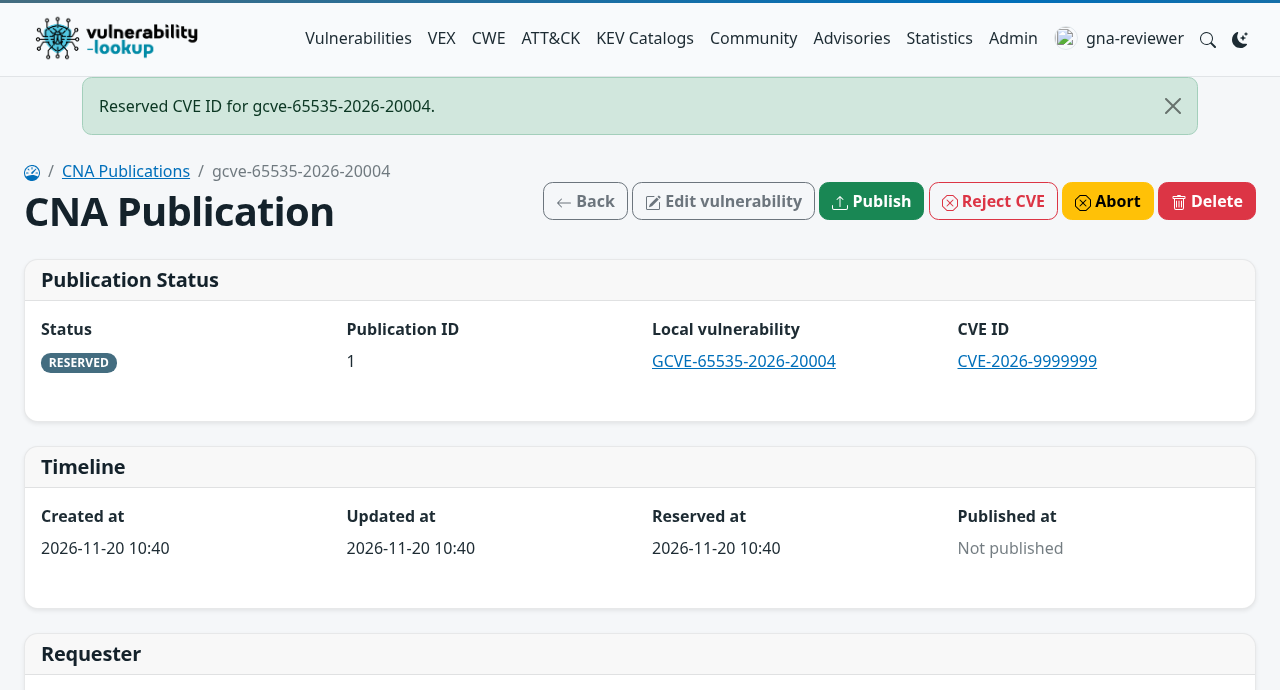 vulnerability
-lookup
Vulnerabilities VEX CWE ATT&CK KEV Catalogs Community Advisories Statistics Admin gna-reviewer
Reserved CVE ID for gcve-65535-2026-20004.
/ CNA Publications / gcve-65535-2026-20004
CNA Publication
Back Edit vulnerability Publish Reject CVE Abort Delete
Publication Status
Status Publication ID Local vulnerability CVE ID
RESERVED 1 GCVE-65535-2026-20004 CVE-2026-9999999
Timeline
Created at Updated at Reserved at Published at
2026-11-20 10:40 2026-11-20 10:40 2026-11-20 10:40 Not published
Requester